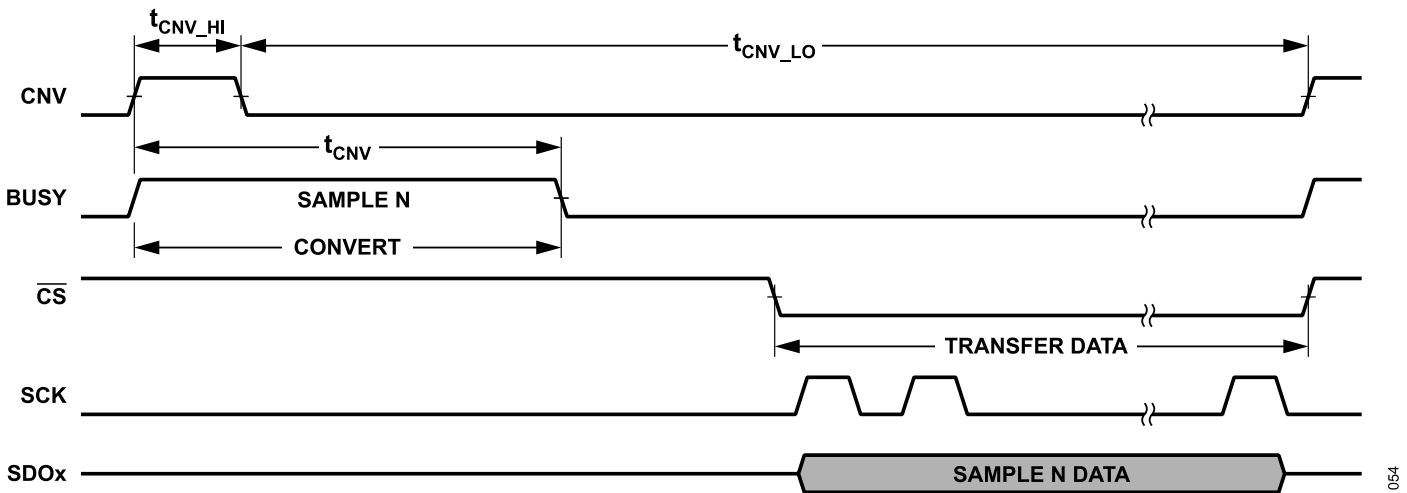 tCNV_HI
tCNV_LO
CNV
tCNV
BUSY
SAMPLE N
CONVERT
CS
TRANSFER DATA
SCK
SDOx
SAMPLE N DATA
054